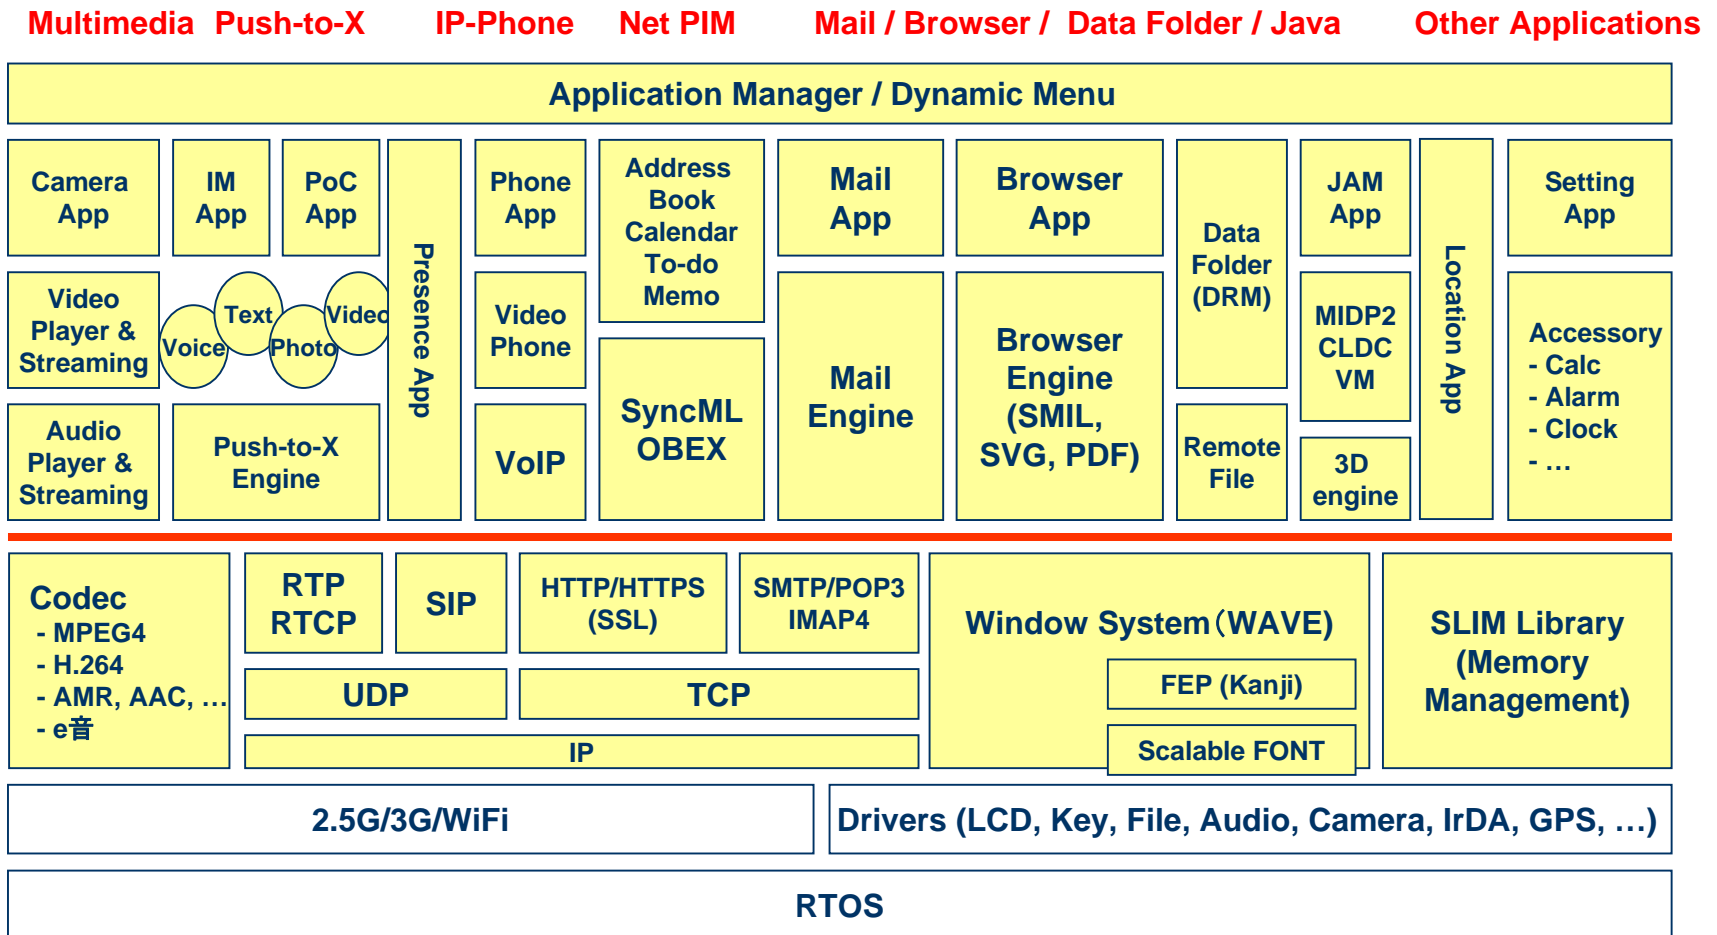 Multimedia Push-to-X IP-Phone Net PIM Mail / Browser / Data Folder / Java Other Applications
Application Manager / Dynamic Menu
Camera
App
IM
App
PoC
App
Presence App
Phone
App
Address
Book
Calendar
To-do
Memo
Mail
App
Browser
App
Data
Folder
(DRM)
JAM
App
Location App
Setting
App
Video
Player &
Streaming
Voice
Text
Photo
Video
Video
Phone
SyncML
OBEX
Mail
Engine
Browser
Engine
(SMIL,
SVG, PDF)
MIDP2
CLDC
VM
Accessory
- Calc
- Alarm
- Clock
- …
Audio
Player &
Streaming
Push-to-X
Engine
VoIP
Remote
File
3D
engine
Codec
- MPEG4
- H.264
- AMR, AAC, …
- e音
RTP
RTCP
SIP
HTTP/HTTPS
(SSL)
SMTP/POP3
IMAP4
UDP
TCP
IP
Window System（WAVE)
FEP (Kanji)
Scalable FONT
SLIM Library
(Memory
Management)
2.5G/3G/WiFi
Drivers (LCD, Key, File, Audio, Camera, IrDA, GPS, …)
RTOS